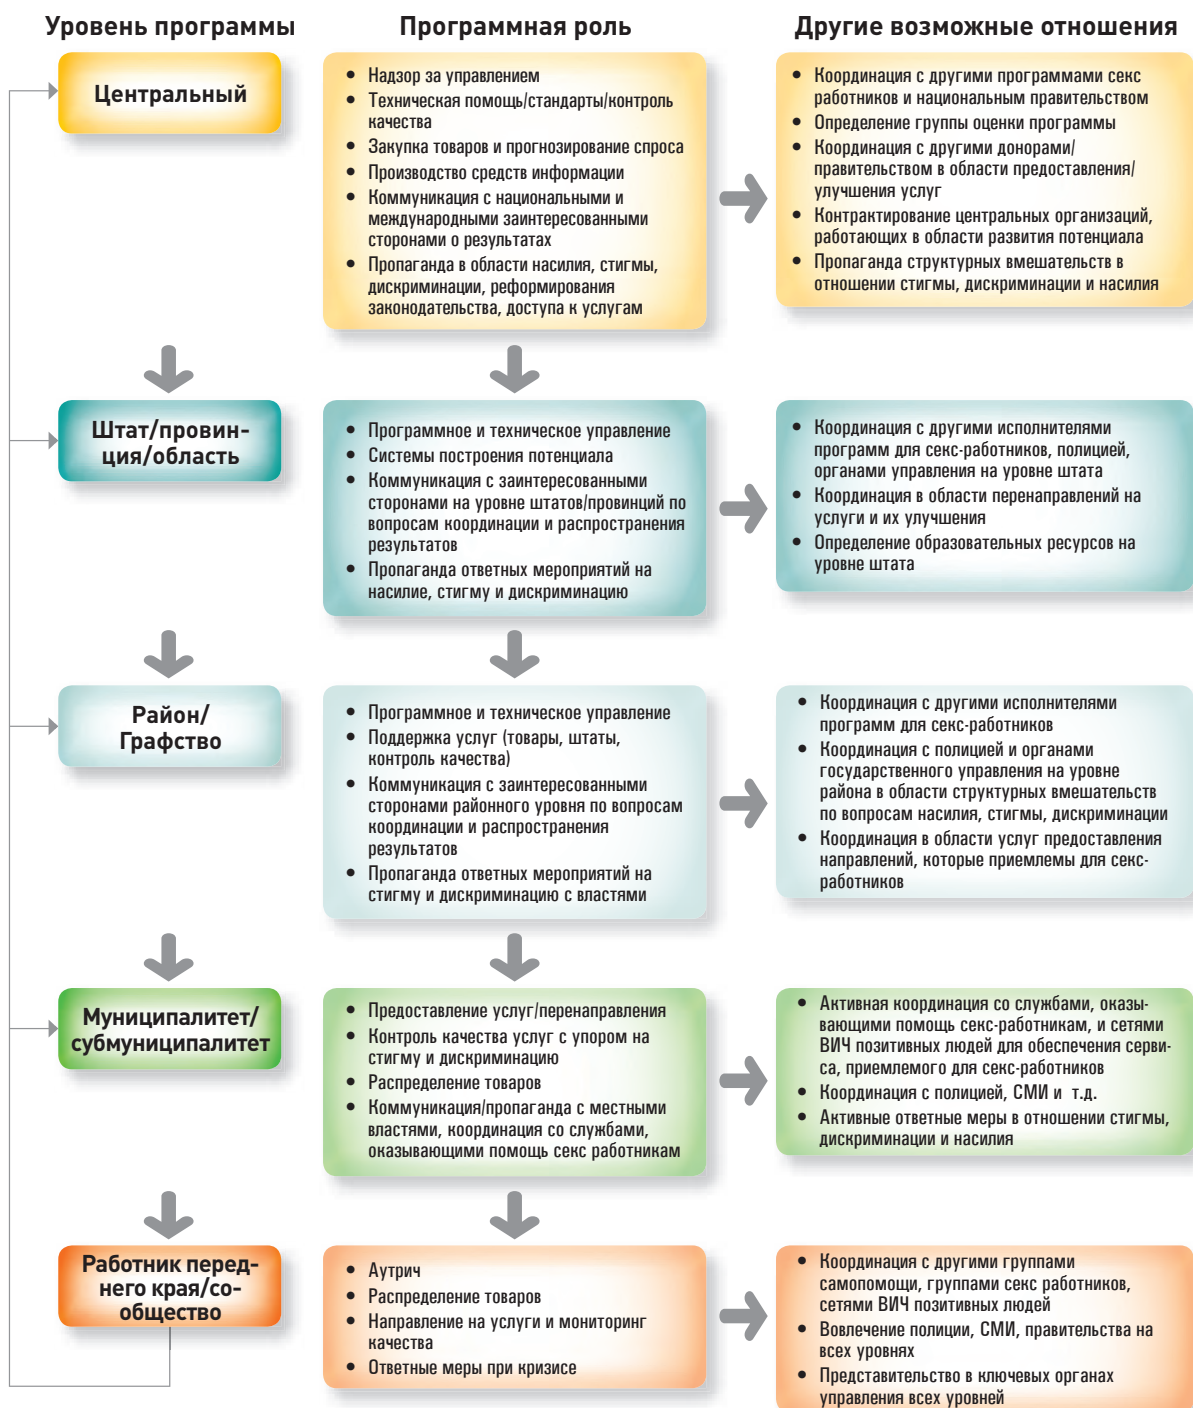 Уровень программы
Программная роль
Другие возможные отношения
Центральный
• Надзор за управлением
• Техническая помощь/стандарты/контроль
качества
• Закупка товаров и прогнозирование спроса
• Производство средств информации
• Коммуникация с национальными и
международными заинтересованными
сторонами о результатах
• Пропаганда в области насилия, стигмы,
дискриминации, реформирования
законодательства, доступа к услугам
• Координация с другими программами секс
работников и национальным правительством
• Определение группы оценки программы
• Координация с другими донорами/
правительством в области предоставления/
улучшения услуг
• Контрактирование центральных организаций,
работающих в области развития потенциала
• Пропаганда структурных вмешательств в
отношении стигмы, дискриминации и насилия
Штат/провин-
ция/область
• Программное и техническое управление
• Системы построения потенциала
• Коммуникация с заинтересованными
сторонами на уровне штатов/провинций по
вопросам координации и распространения
результатов
• Пропаганда ответных мероприятий на
насилие, стигму и дискриминацию
• Координация с другими исполнителями
программ для секс-работников, полицией,
органами управления на уровне штата
• Координация в области перенаправлений на
услуги и их улучшения
• Определение образовательных ресурсов на
уровне штата
Район/
Графство
• Программное и техническое управление
• Поддержка услуг (товары, штаты,
контроль качества)
• Коммуникация с заинтересованными
сторонами районного уровня по вопросам
координации и распространения
результатов
• Пропаганда ответных мероприятий на
стигму и дискриминацию с властями
• Координация с другими исполнителями
программ для секс-работников
• Координация с полицией и органами
государственного управления на уровне
района в области структурных вмешательств
по вопросам насилия, стигмы, дискриминации
• Координация в области услуг предоставления
направлений, которые приемлемы для секс-
работников
Муниципалитет/
субмуниципалитет
• Предоставление услуг/перенаправления
• Контроль качества услуг с упором на
стигму и дискриминацию
• Распределение товаров
• Коммуникация/пропаганда с местными
властями, координация со службами,
оказывающими помощь секс работникам
• Активная координация со службами, оказы-
вающими помощь секс-работникам, и сетями
ВИЧ позитивных людей для обеспечения серви-
са, приемлемого для секс-работников
• Координация с полицией, СМИ и т.д.
• Активные ответные меры в отношении стигмы,
дискриминации и насилия
Работник перед-
него края/со-
общество
• Аутрич
• Распределение товаров
• Направление на услуги и мониторинг
качества
• Ответные меры при кризисе
• Координация с другими группами
самопомощи, группами секс работников,
сетями ВИЧ позитивных людей
• Вовлечение полиции, СМИ, правительства на
всех уровнях
• Представительство в ключевых органах
управления всех уровней